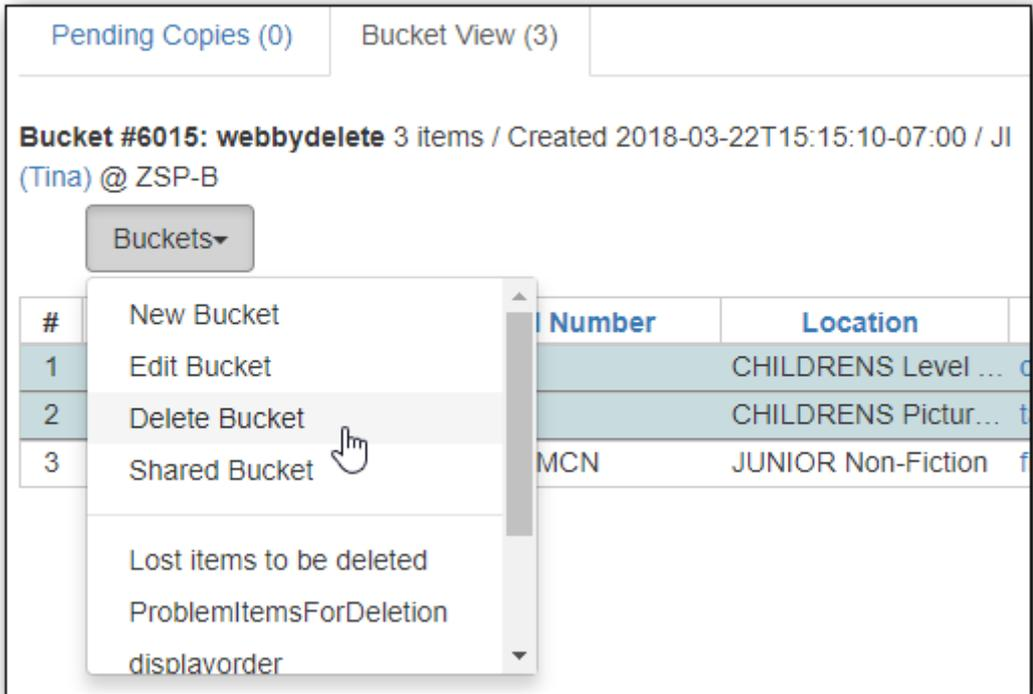 Pending Copies (0) Bucket View (3)
Bucket #6015: webbydelete 3 items / Created 2018-03-22T15:15:10-07:00 / JI
(Tina) @ ZSP-B
Buckets
# Number Location
New Bucket
1 CHILDRENS Level ...
Edit Bucket
2 CHILDRENS Pictur...
Delete Bucket
3 MCN JUNIOR Non-Fiction
Shared Bucket
Lost items to be deleted
ProblemItemsForDeletion
displayorder